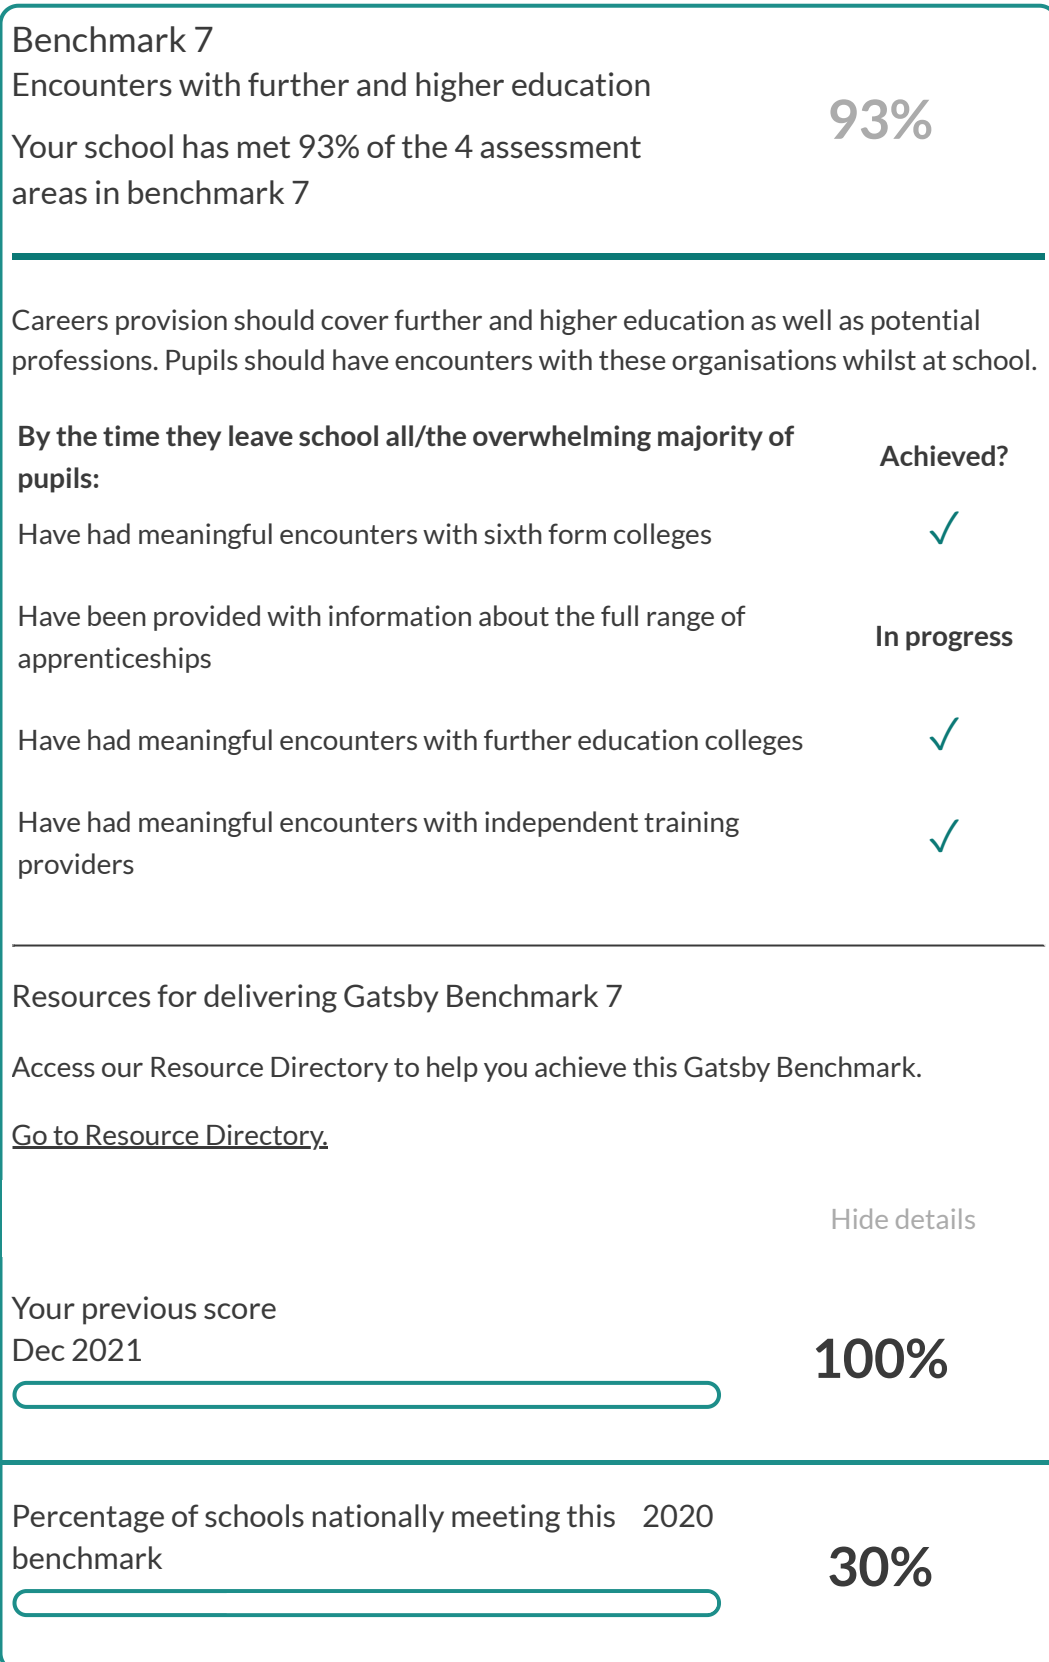 Benchmark 7
Encounters with further and higher education
93%
Your school has met 93% of the 4 assessment
areas in benchmark 7
Careers provision should cover further and higher education as well as potential
professions. Pupils should have encounters with these organisations whilst at school.
By the time they leave school all/the overwhelming majority of
pupils:
Achieved?
Have had meaningful encounters with sixth form colleges
✓
Have been provided with information about the full range of
apprenticeships
In progress
Have had meaningful encounters with further education colleges
✓
Have had meaningful encounters with independent training
providers
✓
Resources for delivering Gatsby Benchmark 7
Access our Resource Directory to help you achieve this Gatsby Benchmark.
Go to Resource Directory.
Hide details
Your previous score
Dec 2021
100%
Percentage of schools nationally meeting this 2020
benchmark
30%